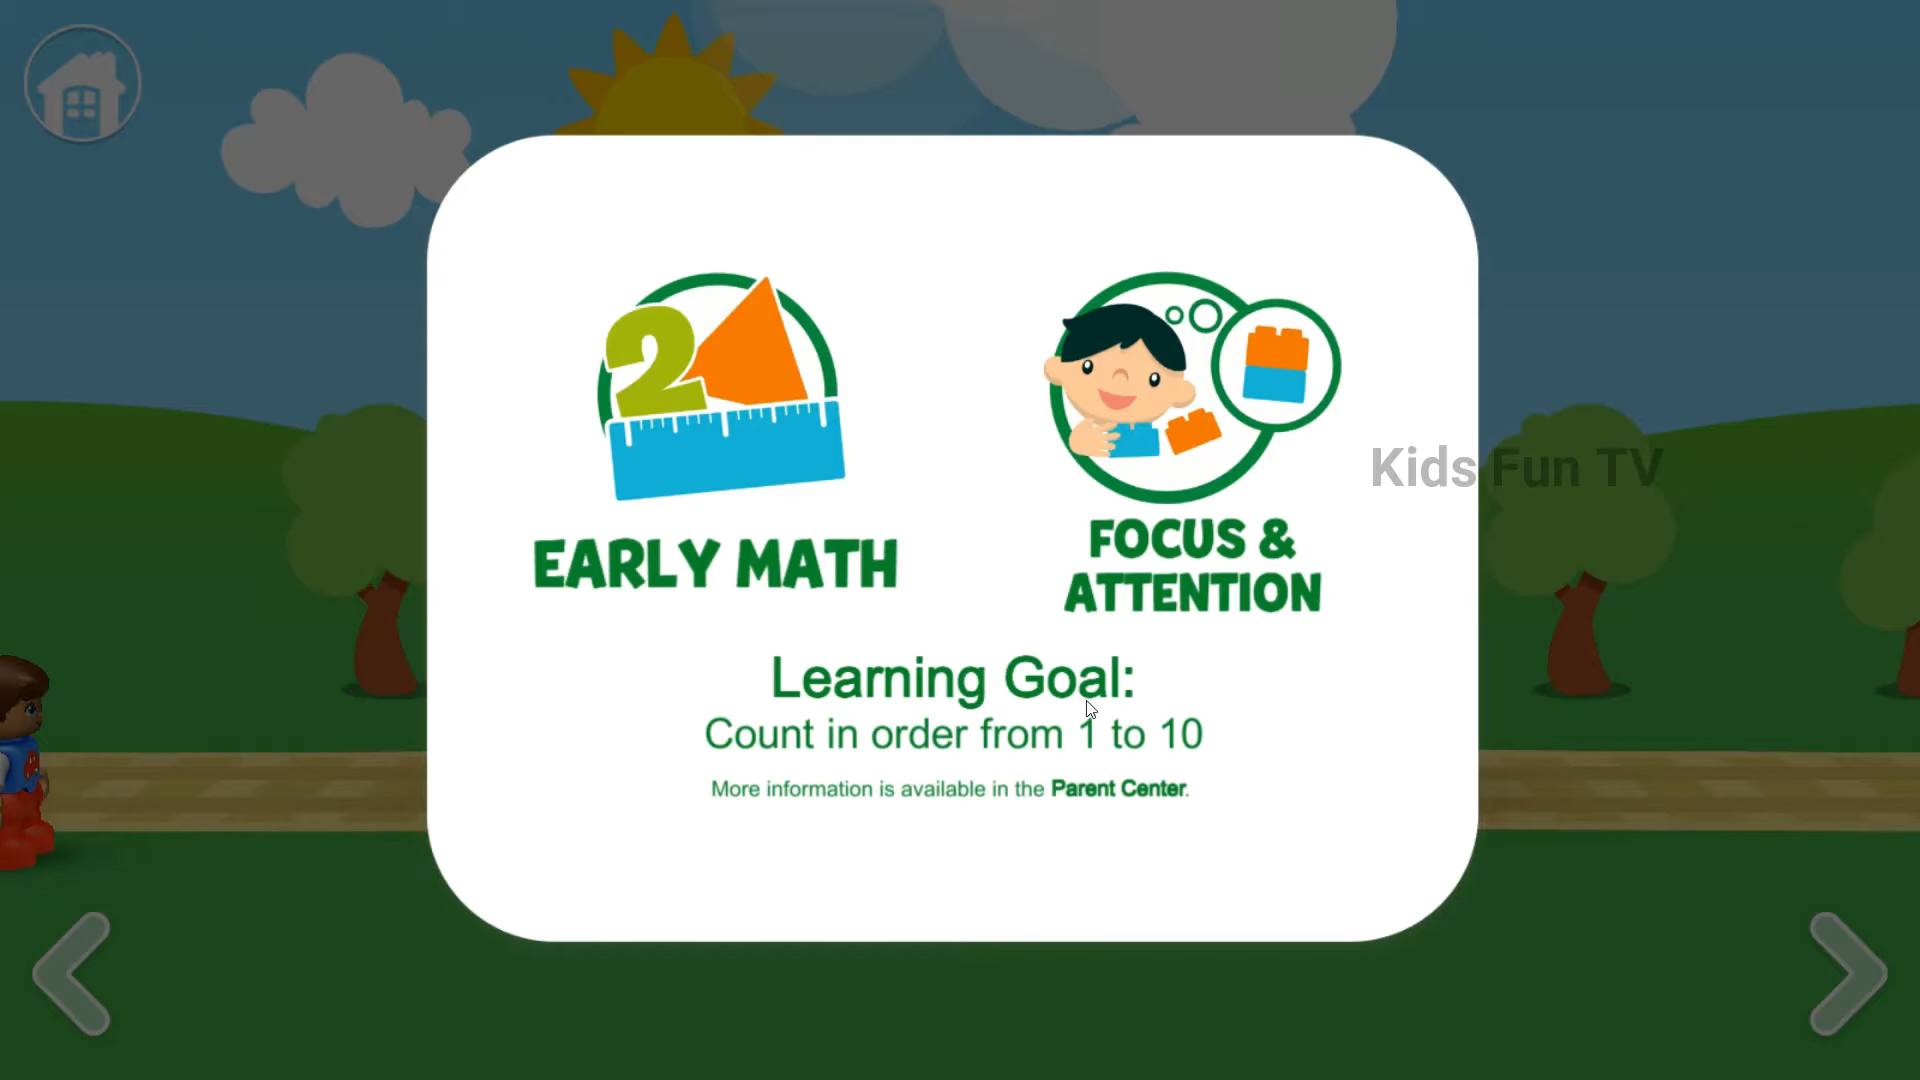 2
EARLY MATH
FOCUS &
ATTENTION
Kids Fun TV
Learning Goal:
Count in order from 1 to 10
More information is available in the Parent Center.